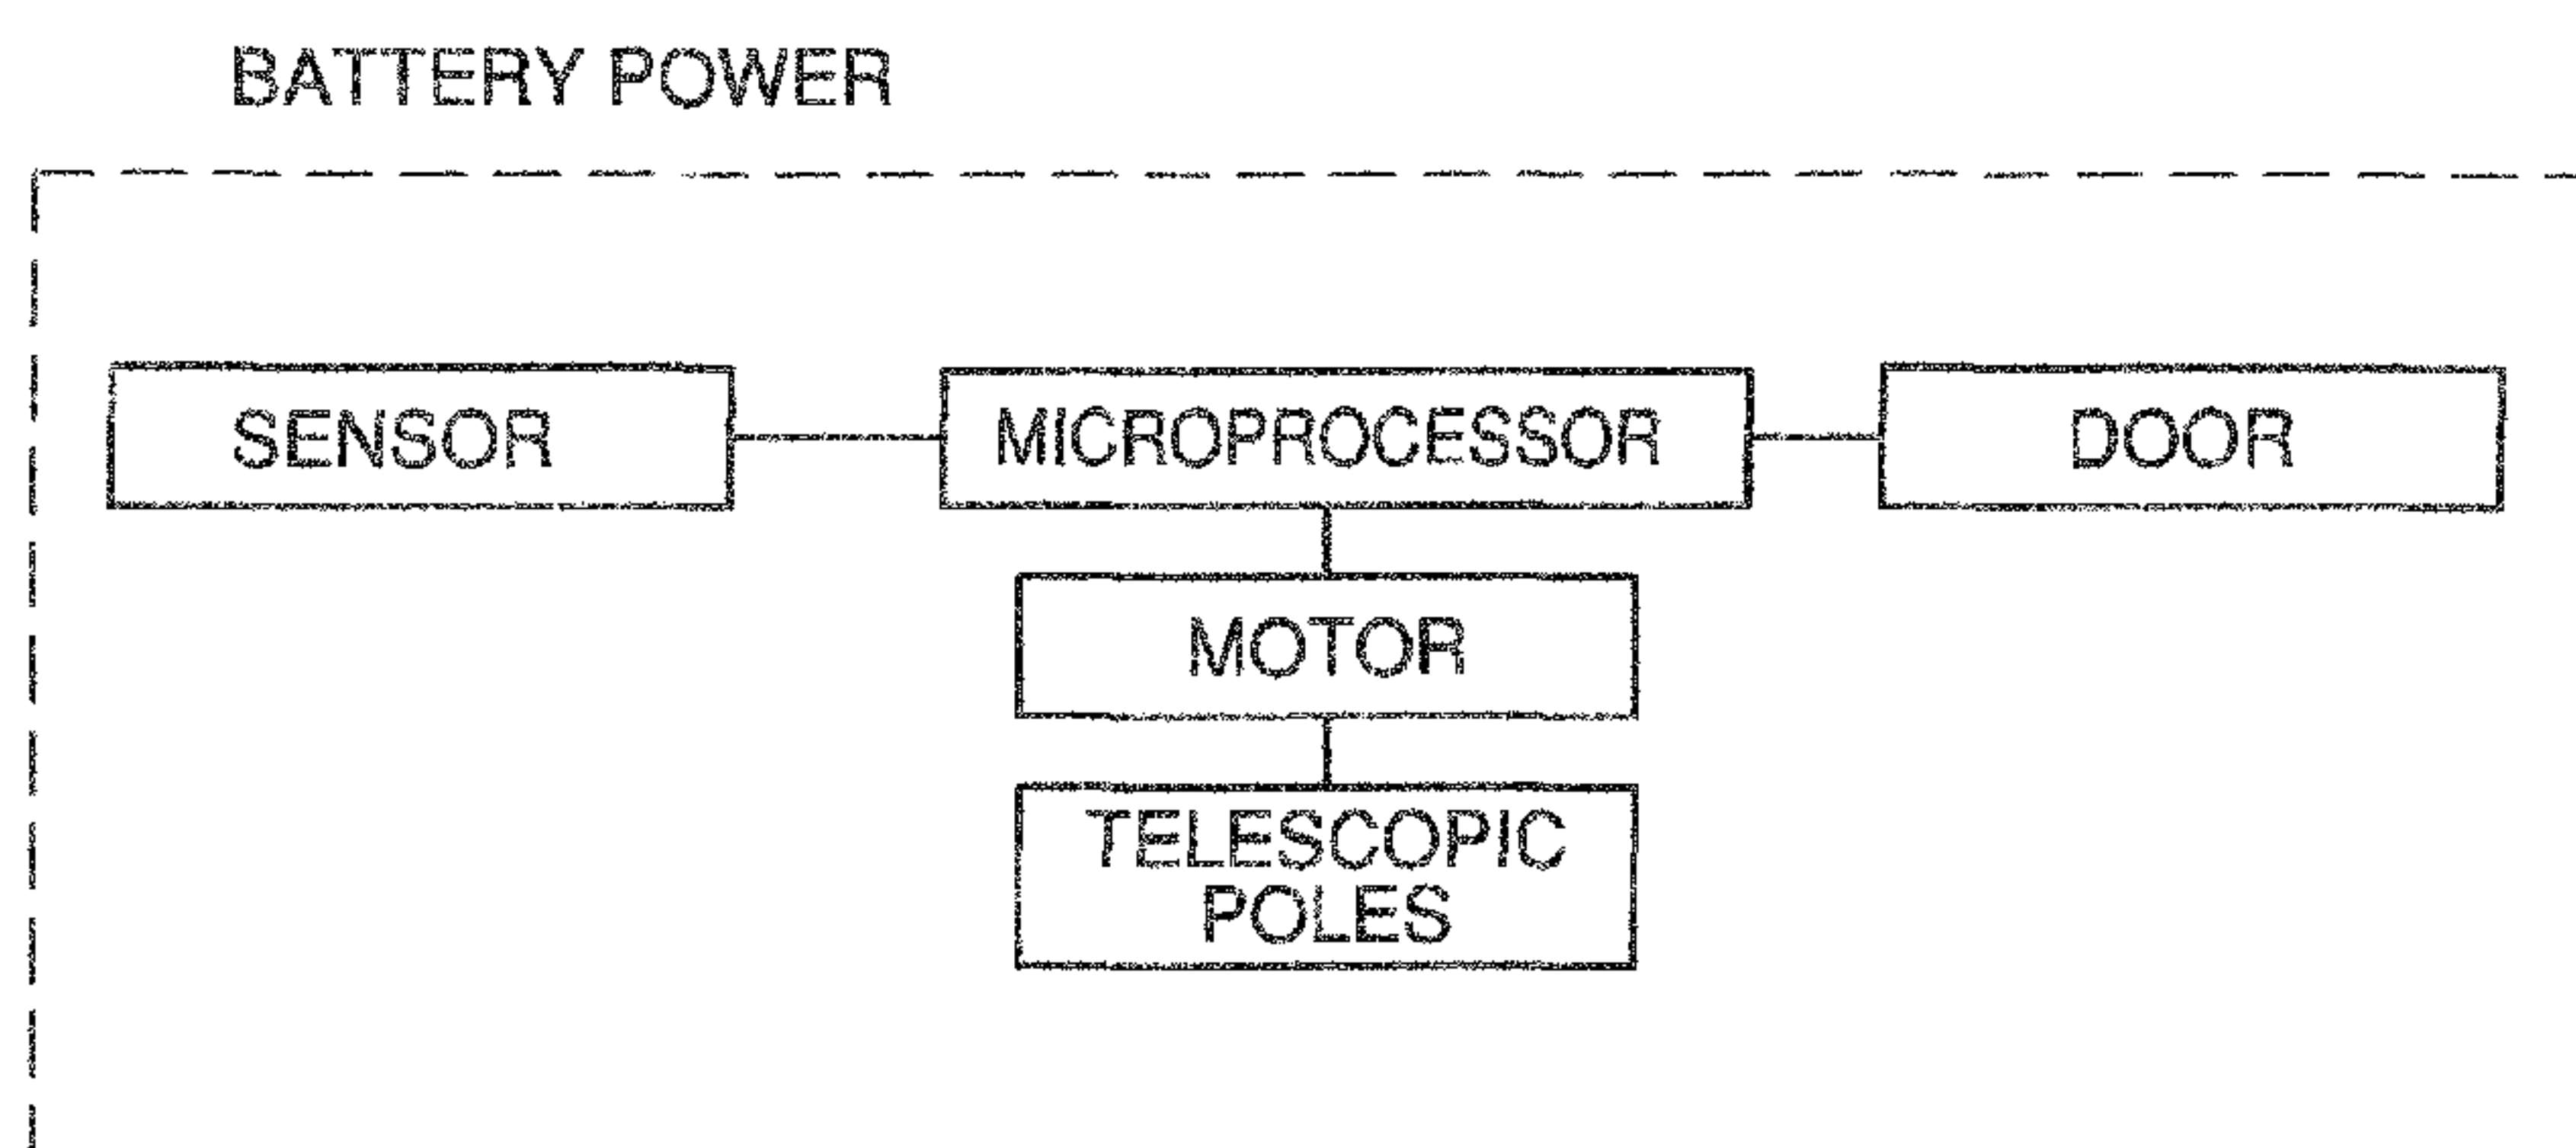 BATTERY POWER
SENSOR
MICROPROCESSOR
DOOR
MOTOR
TELESCOPIC
POLES